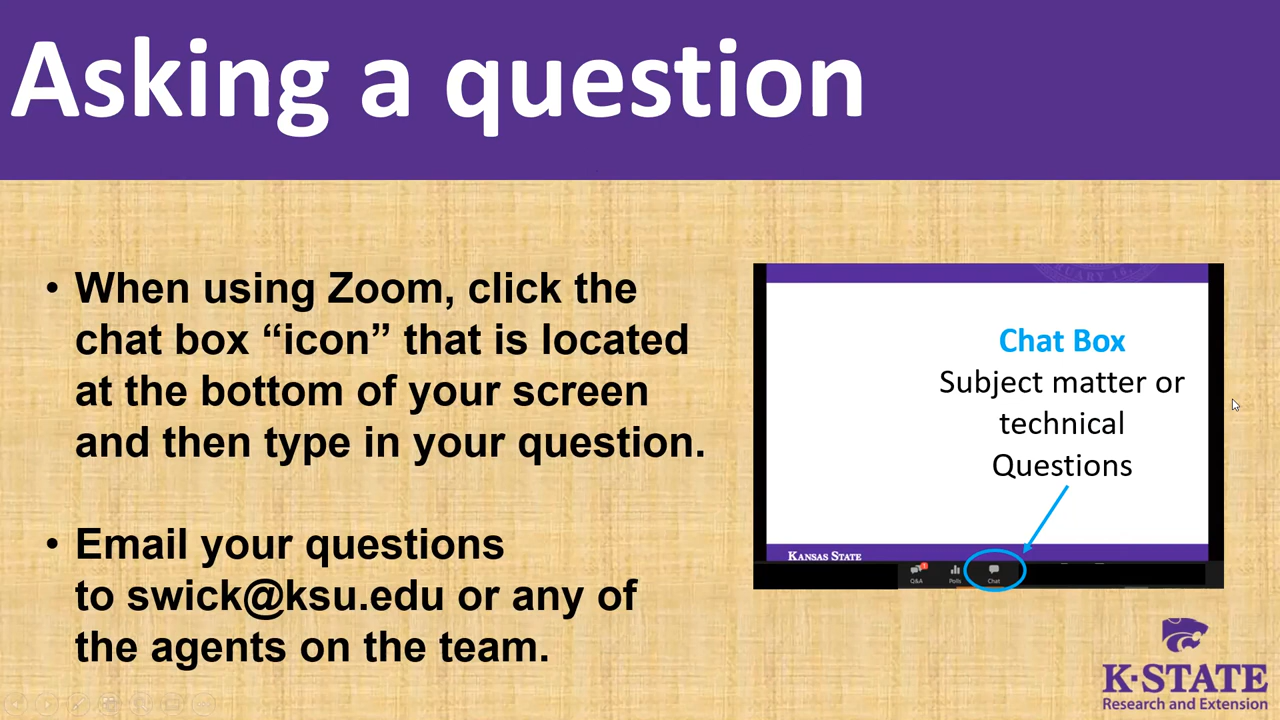 Asking a question
• When using Zoom, click the
chat box “icon” that is located
at the bottom of your screen
and then type in your question.
• Email your questions
to swick@ksu.edu or any of
the agents on the team.
Chat Box
Subject matter or
technical
Questions
KANSAS STATE
Q&A
Polls
Chat
K·STATE
Research and Extension